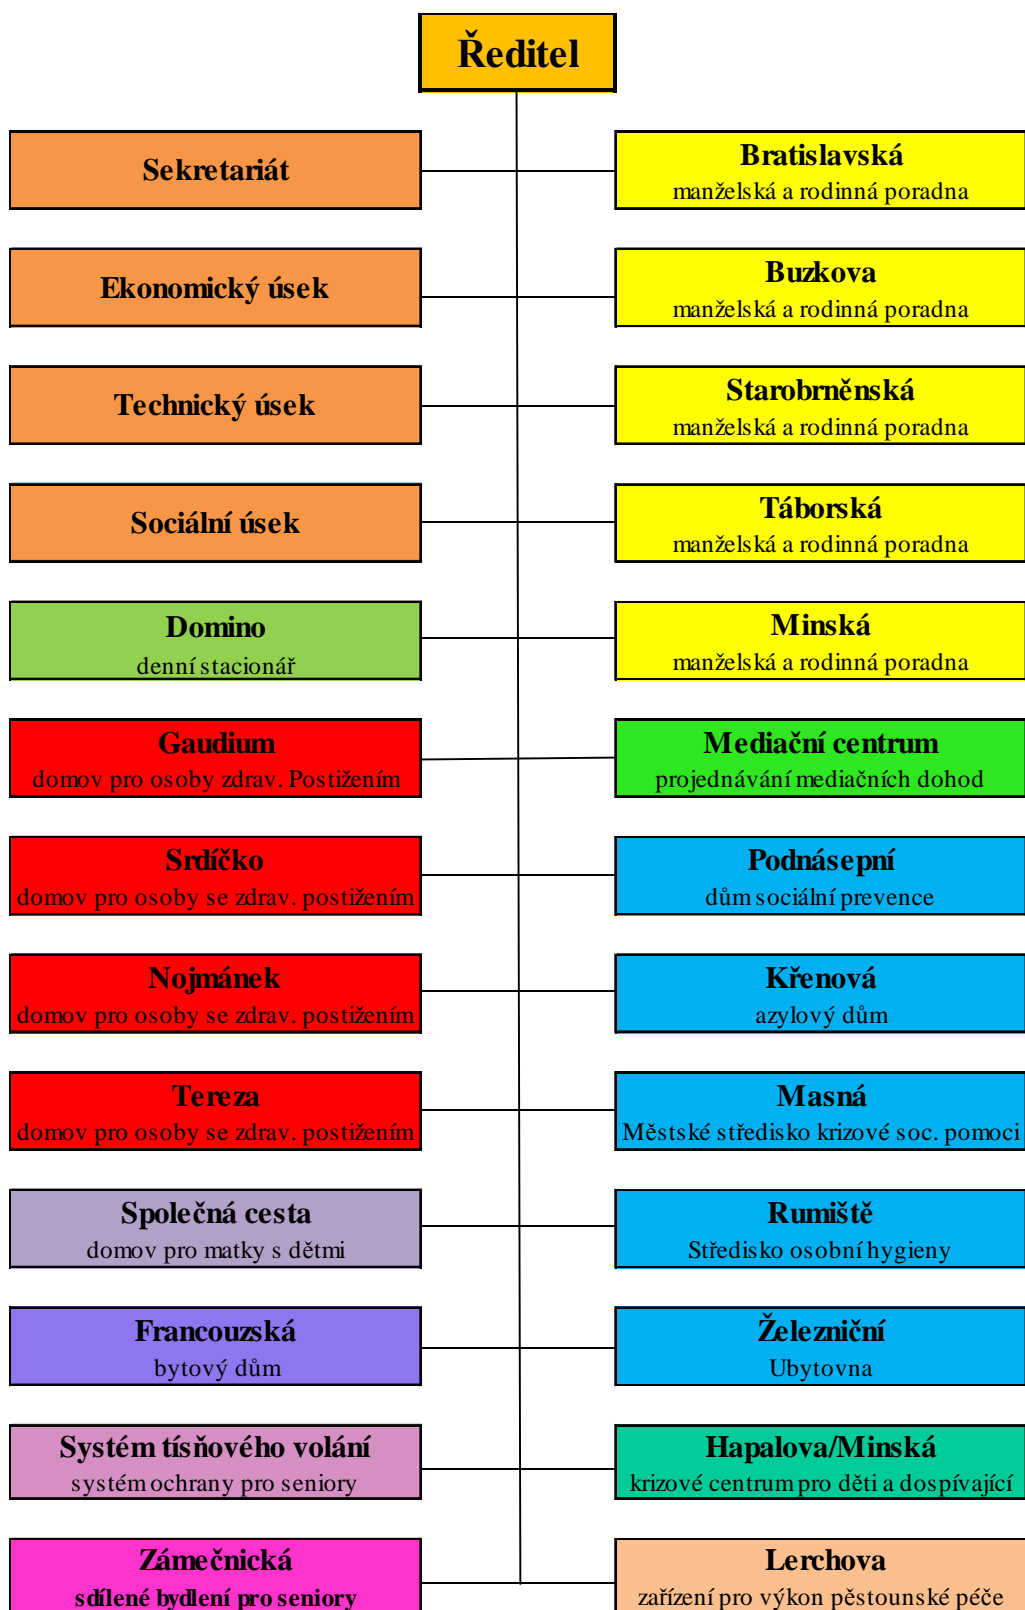 Ředitel
Sekretariát
Bratislavská
manželská a rodinná poradna
Ekonomický úsek
Buzkova
manželská a rodinná poradna
Technický úsek
Starobrněnská
manželská a rodinná poradna
Sociální úsek
Táborská
manželská a rodinná poradna
Domino
denní stacionář
Minská
manželská a rodinná poradna
Gaudium
domov pro osoby zdrav. Postižením
Mediační centrum
projednávání mediačních dohod
Srdíčko
domov pro osoby se zdrav. postižením
Podnásepní
dům sociální prevence
Nojmánek
domov pro osoby se zdrav. postižením
Křenová
azylový dům
Tereza
domov pro osoby se zdrav. postižením
Masná
Městské středisko krizové soc. pomoci
Společná cesta
domov pro matky s dětmi
Rumiště
Středisko osobní hygieny
Francouzská
bytový dům
Železniční
Ubytovna
Systém tísňového volání
systém ochrany pro seniory
Hapalova/Minská
krizové centrum pro děti a dospívající
Zámečnická
sdílené bydlení pro seniory
Lerchova
zařízení pro výkon pěstounské péče